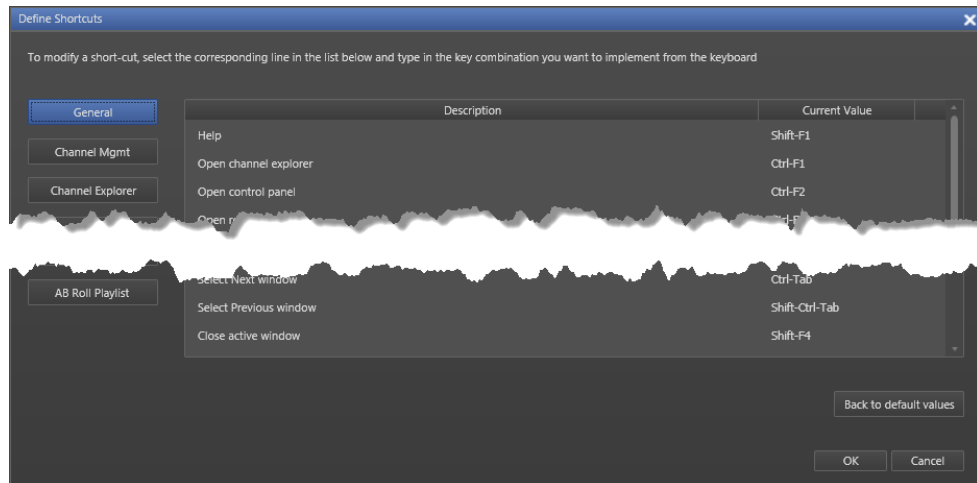 Define Shortcuts
To modify a short-cut, select the corresponding line in the list below and type in the key combination you want to implement from the keyboard
General
Channel Mgmt
Channel Explorer
AB Roll Playlist
Description Current Value
Help Shift-F1
Open channel explorer Ctrl-F1
Open control panel Ctrl-F2
Open
Select Next window Ctrl-Tab
Select Previous window Shift-Ctrl-Tab
Close active window Shift-F4
Back to default values
OK Cancel